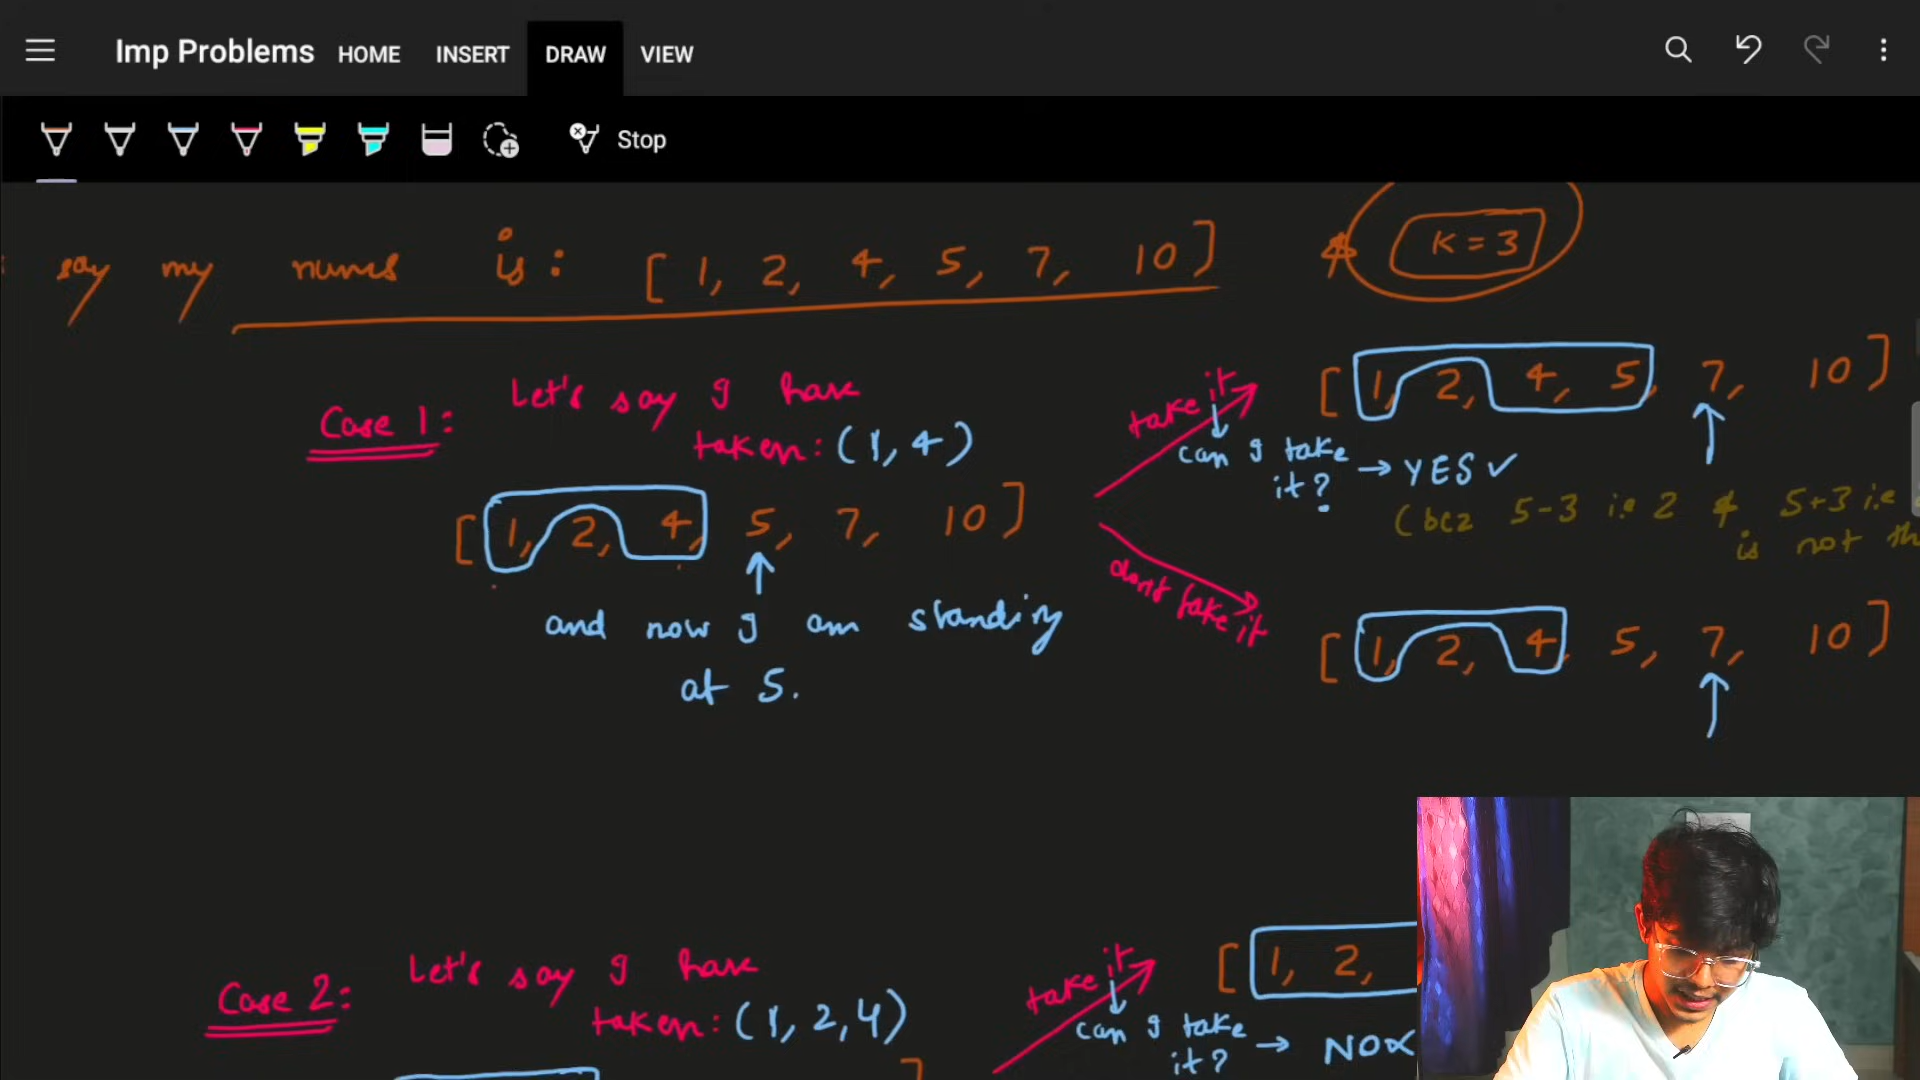 Imp Problems HOME INSERT DRAW VIEW
Stop
say my nums is: [1, 2, 4, 5, 7, 10] & K=3
Case 1: Let's say I have
taken: (1, 4)
[1, 2, 4, 5, 7, 10]
and now I am standing
at 5.
take it
[1, 2, 4, 5, 7, 10]
can I take
it? → YES ✓
(bcz 5-3 i.e 2 & 5+3 i.e
is not th
don't take it
[1, 2, 4, 5, 7, 10]
Case 2: Let's say I have
taken: (1, 2, 4)
]
take it
[1, 2,
can I take
it? → NO